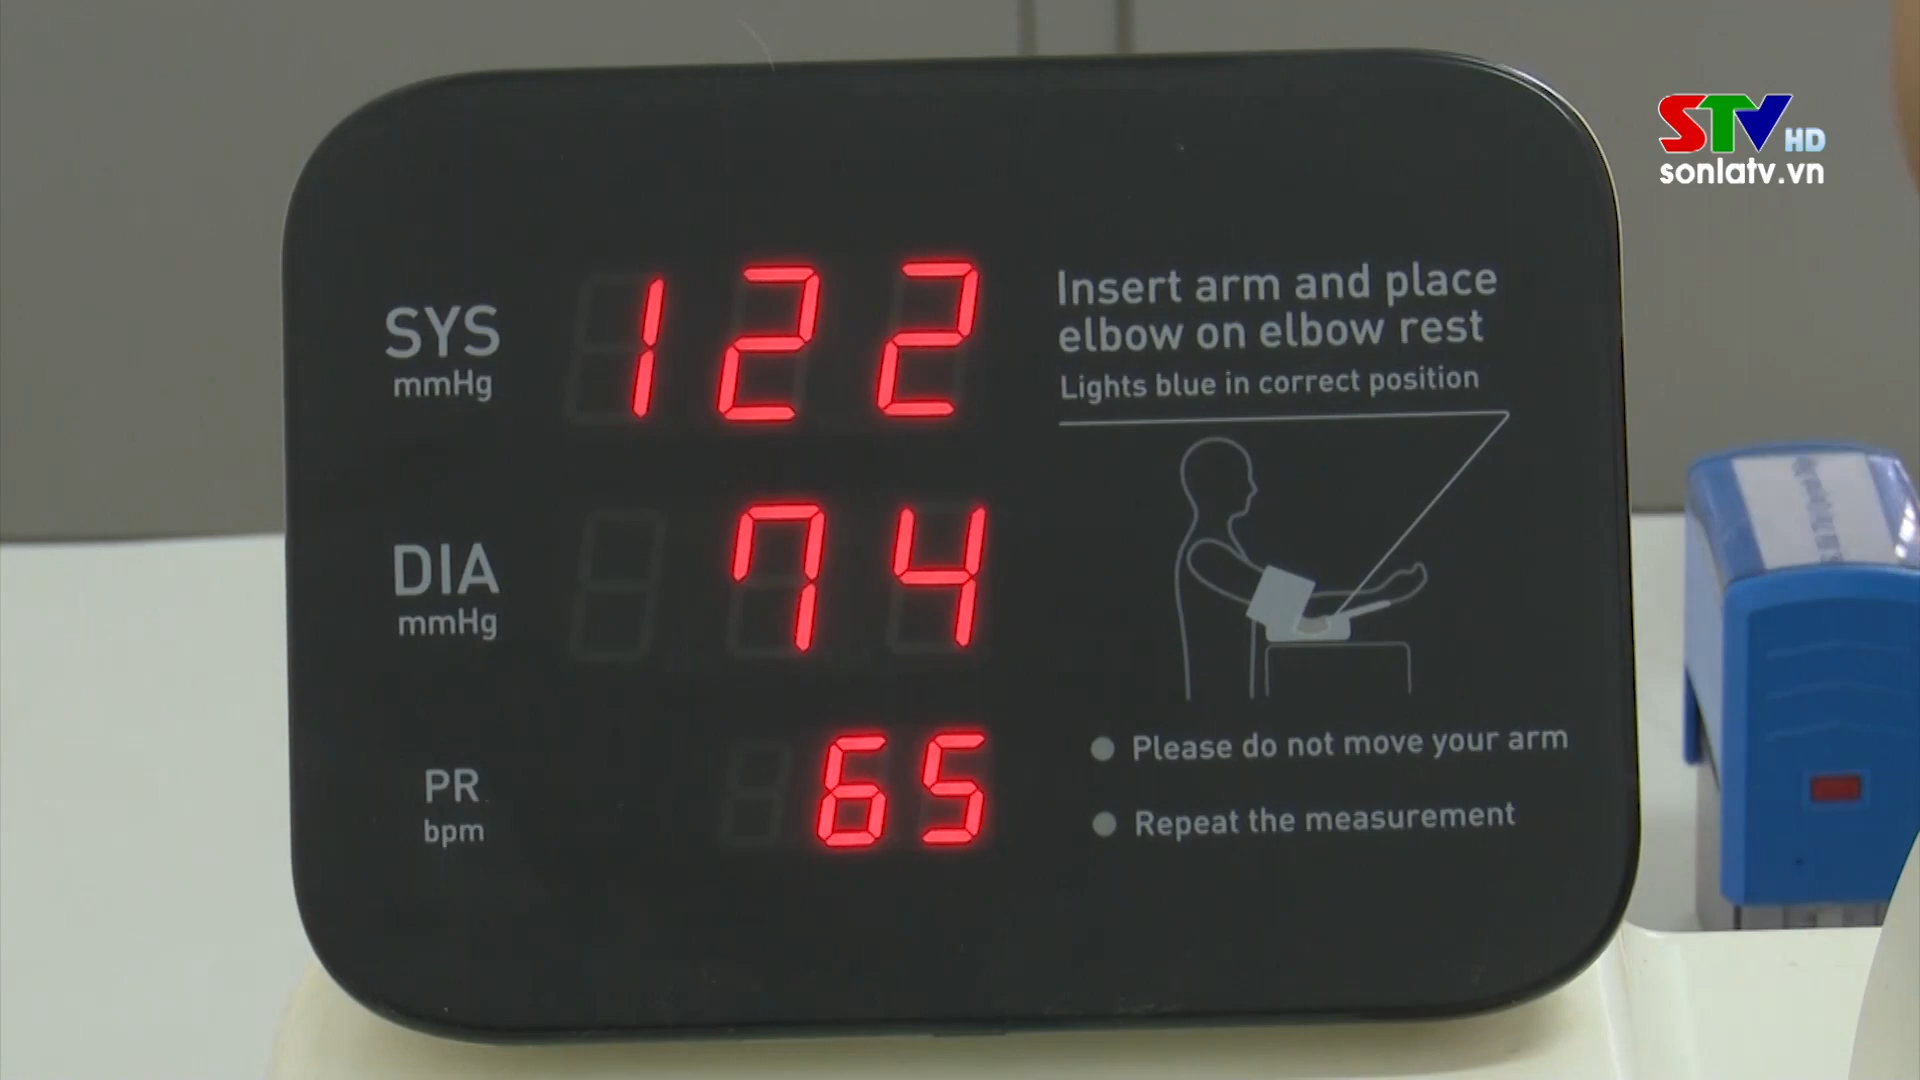 STV HD
sonlatv.vn
SYS
mmHg
122
DIA
mmHg
74
PR
bpm
65
Insert arm and place
elbow on elbow rest
Lights blue in correct position
Please do not move your arm
Repeat the measurement